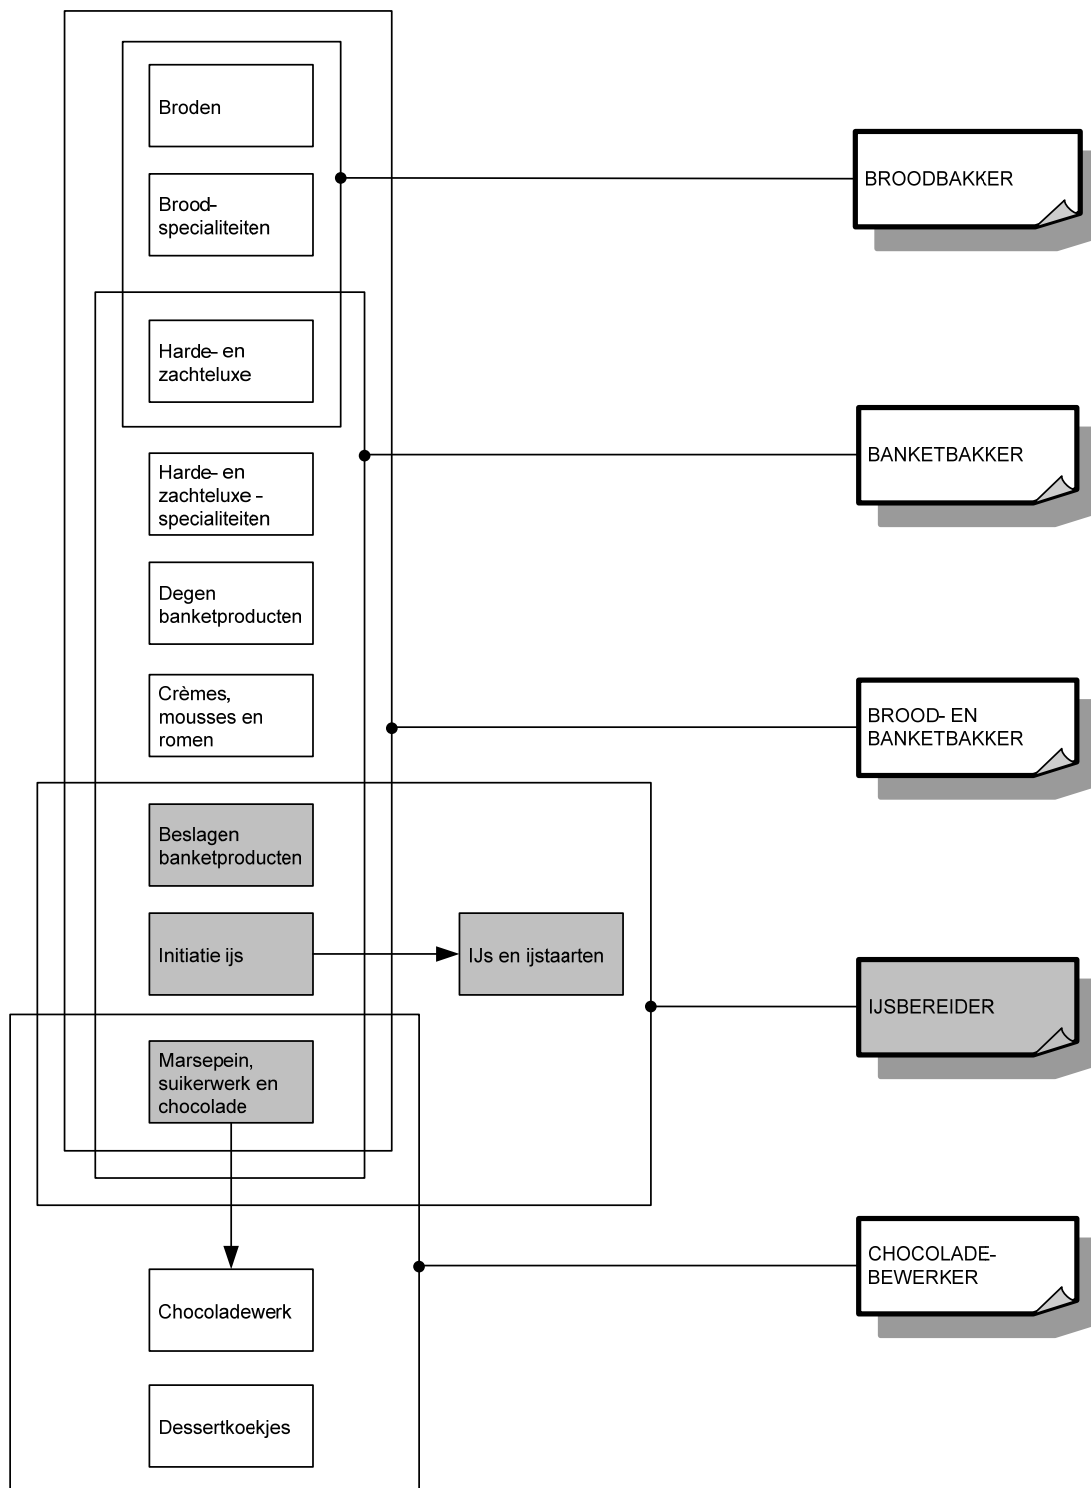 Broden
Brood-
specialiteiten
Harde- en
zachteluxe
Harde- en
zachteluxe -
specialiteiten
Degen
banketproducten
Crèmes,
mousses en
romen
Beslagen
banketproducten
Initiatie ijs
IJs en ijstaarten
Marsepein,
suikerwerk en
chocolade
Chocoladewerk
Dessertkoekjes
BROODBAKKER
BANKETBAKKER
BROOD- EN
BANKETBAKKER
IJSBEREIDER
CHOCOLADE-
BEWERKER